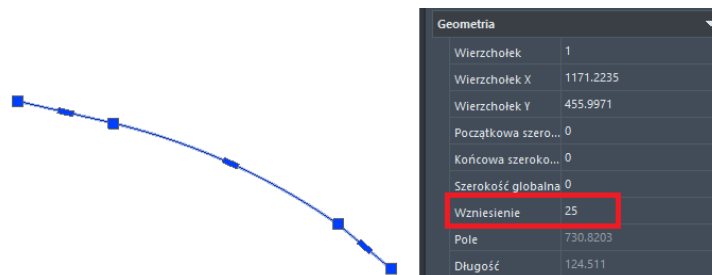 Geometria
Wierzchołek 1
Wierzchołek X 1171.2235
Wierzchołek Y 455.9971
Początkowa szero... 0
Końcowa szeroko... 0
Szerokość globalna 0
Wzniesienie 25
Pole 730.8203
Długość 124.511